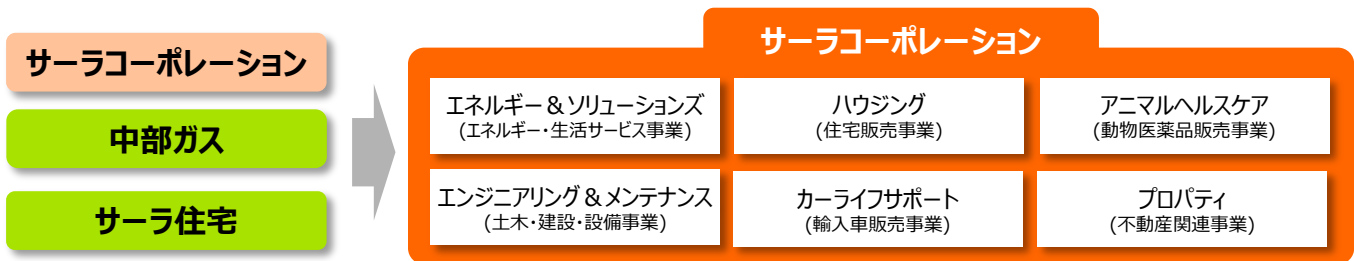 サーラコーポレーション
中部ガス
サーラ住宅
サーラコーポレーション
エネルギー＆ソリューションズ
(エネルギー・生活サービス事業)
ハウジング
(住宅販売事業)
アニマルヘルスケア
(動物医薬品販売事業)
エンジニアリング＆メンテナンス
(土木・建設・設備事業)
カーライフサポート
(輸入車販売事業)
プロパティ
(不動産関連事業)